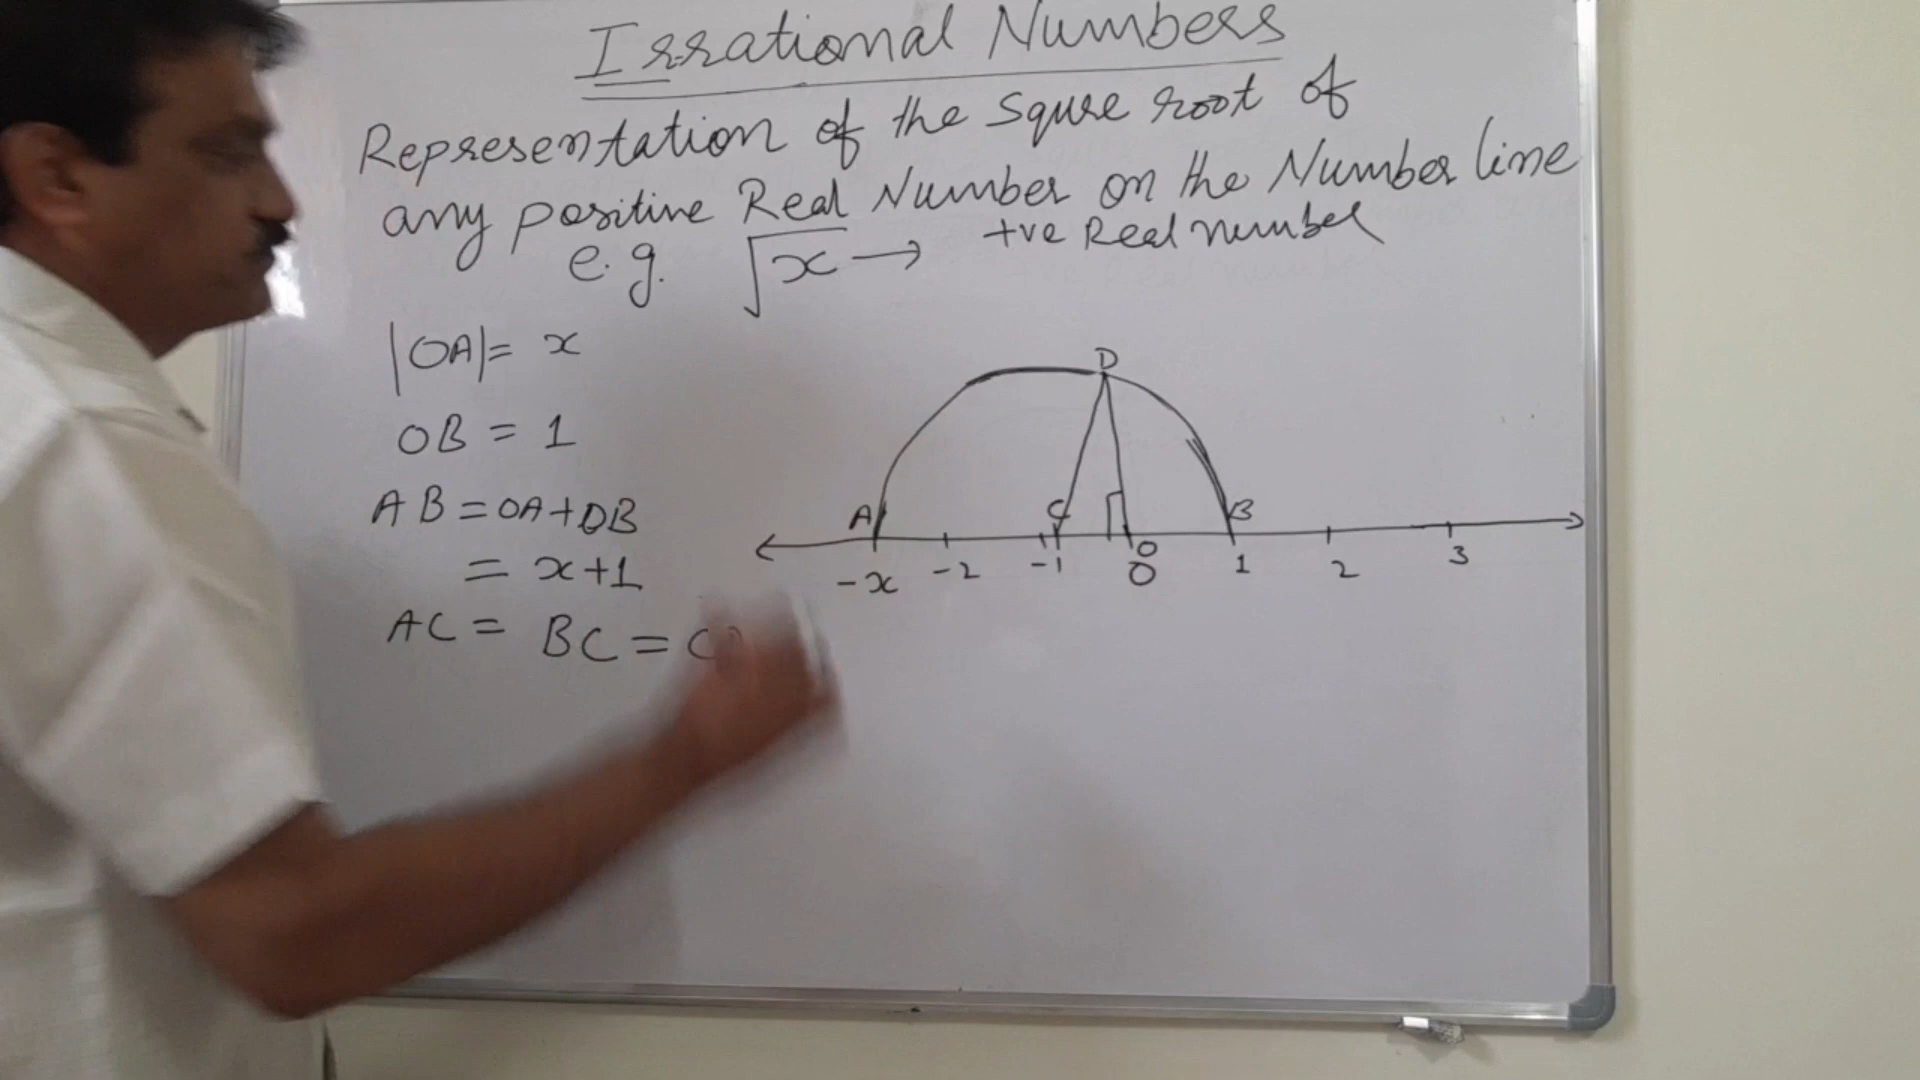 Irrational Numbers
Representation of the Squre root of
any positive Real Number on the Number line
e.g. √x → +ve Real number
|OA| = x
OB = 1
AB = OA+OB
= x+1
AC = BC = C
D
A C O B
-x -2 -1 0 1 2 3